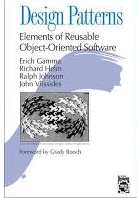 Design Patterns
Elements of Reusable
Object-Oriented Software
Erich Gamma
Richard Helm
Ralph Johnson
John Vlissides
Foreword by Grady Booch